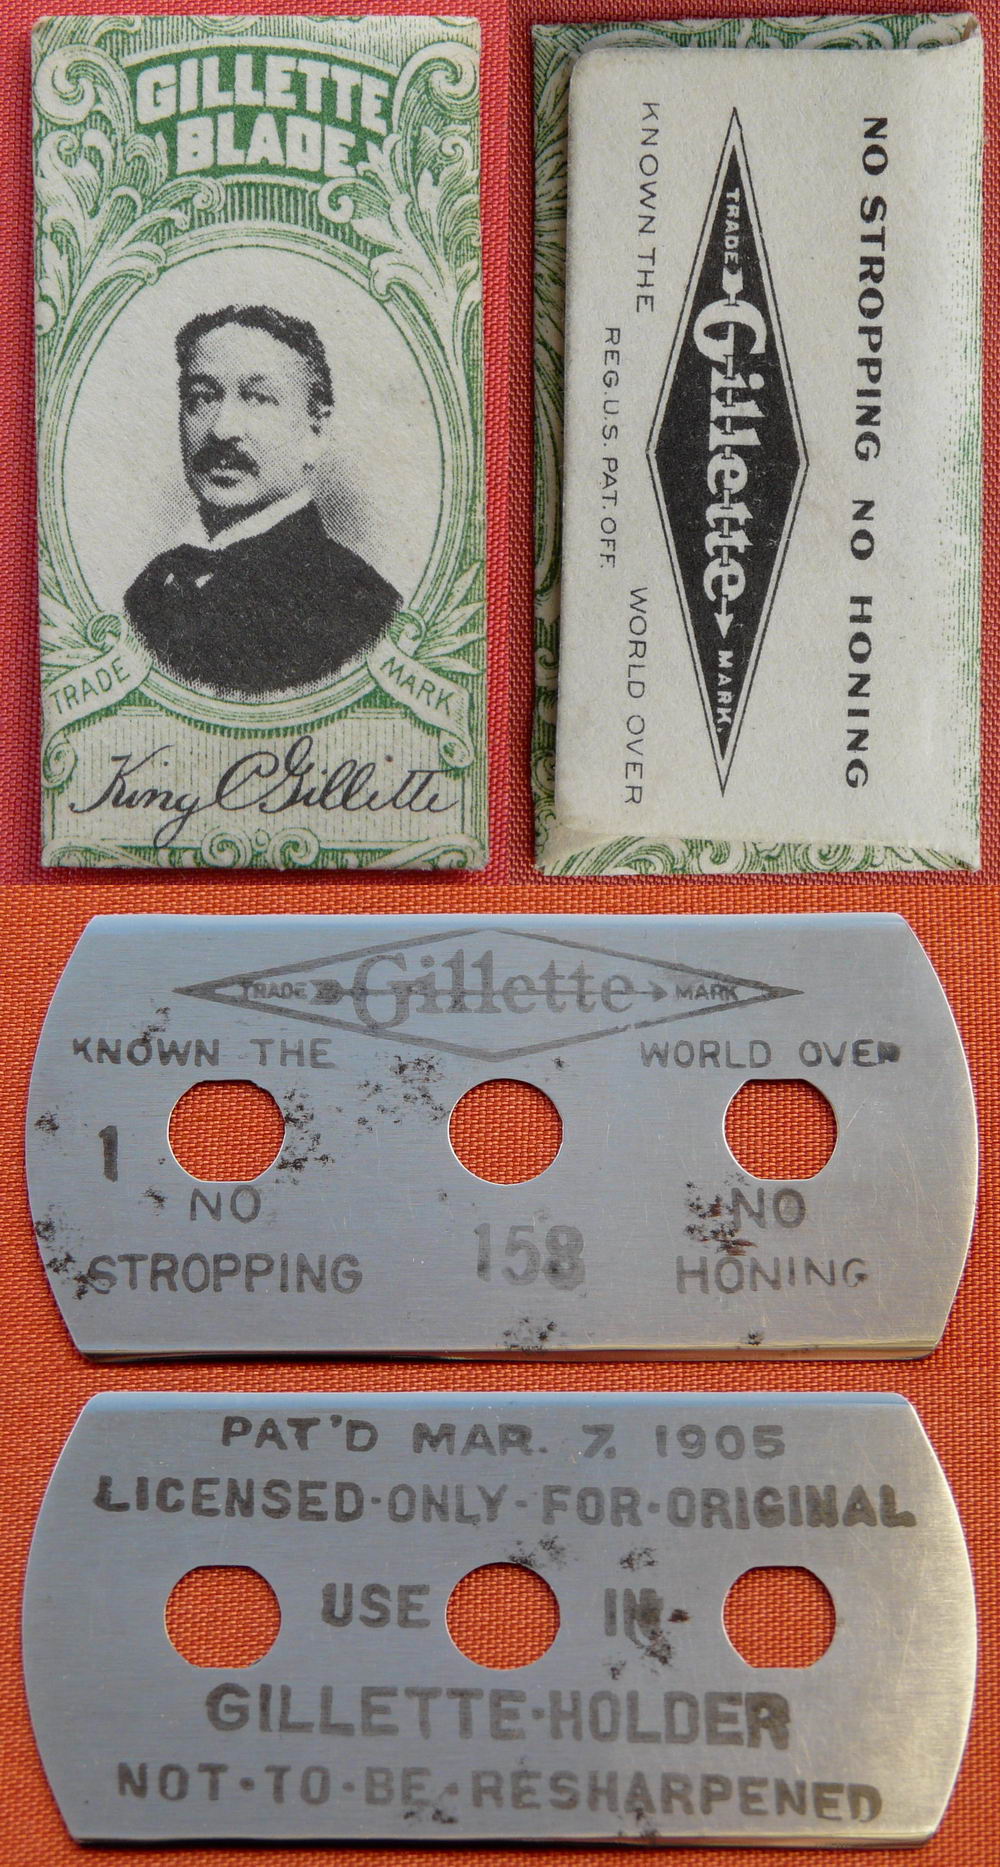 GILLETTE
BLADE
TRADE MARK
King C Gillette
NO STROPPING NO HONING
TRADE Gillette MARK
KNOWN THE WORLD OVER
REG. U.S. PAT. OFF.
TRADE Gillette MARK
KNOWN THE WORLD OVER
1
NO NO
STROPPING 158 HONING
PAT'D MAR. 7. 1905
LICENSED·ONLY·FOR·ORIGINAL
USE IN
GILLETTE·HOLDER
NOT·TO·BE·RESHARPENED